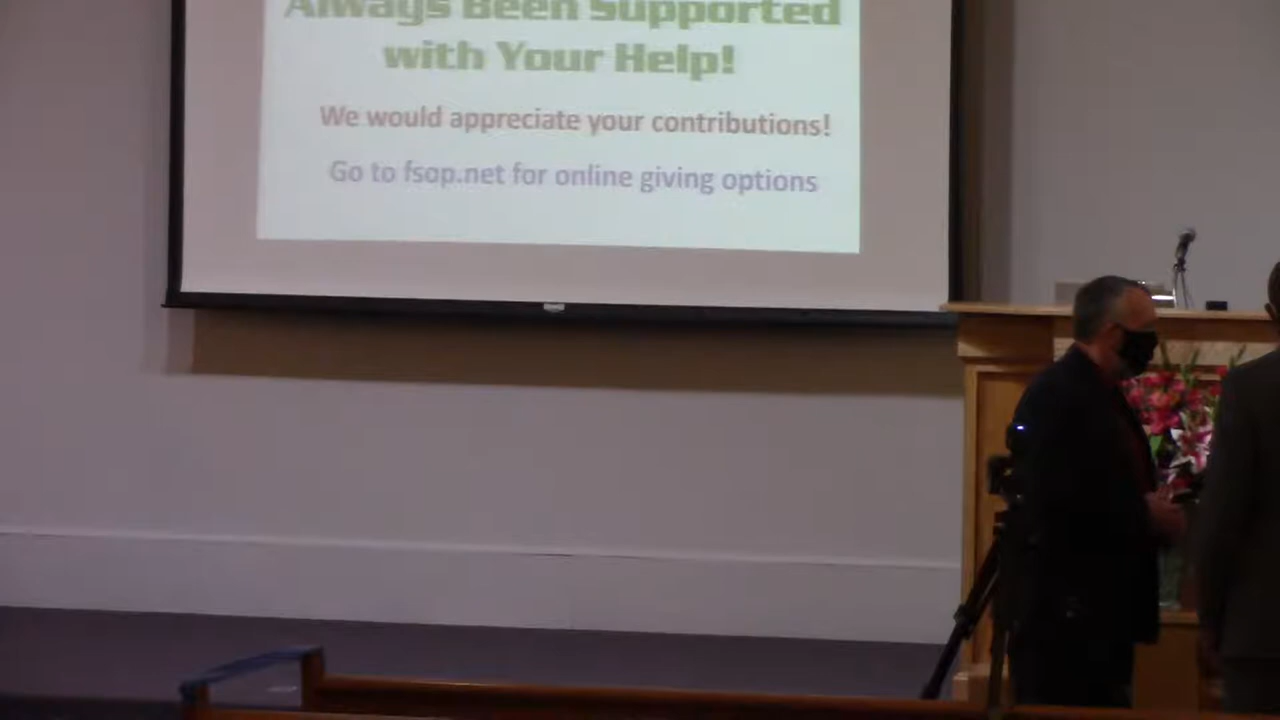 Always Been Supported
with Your Help!
We would appreciate your contributions!
Go to fsop.net for online giving options